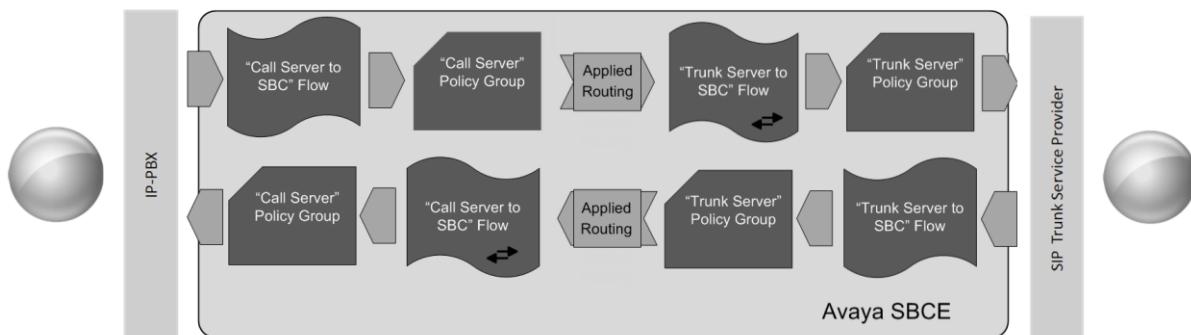 IP-PBX
“Call Server to
SBC” Flow
“Call Server”
Policy Group
Applied
Routing
“Trunk Server to
SBC” Flow
“Trunk Server”
Policy Group
“Call Server”
Policy Group
“Call Server to
SBC” Flow
Applied
Routing
“Trunk Server”
Policy Group
“Trunk Server to
SBC” Flow
Avaya SBCE
SIP Trunk Service Provider